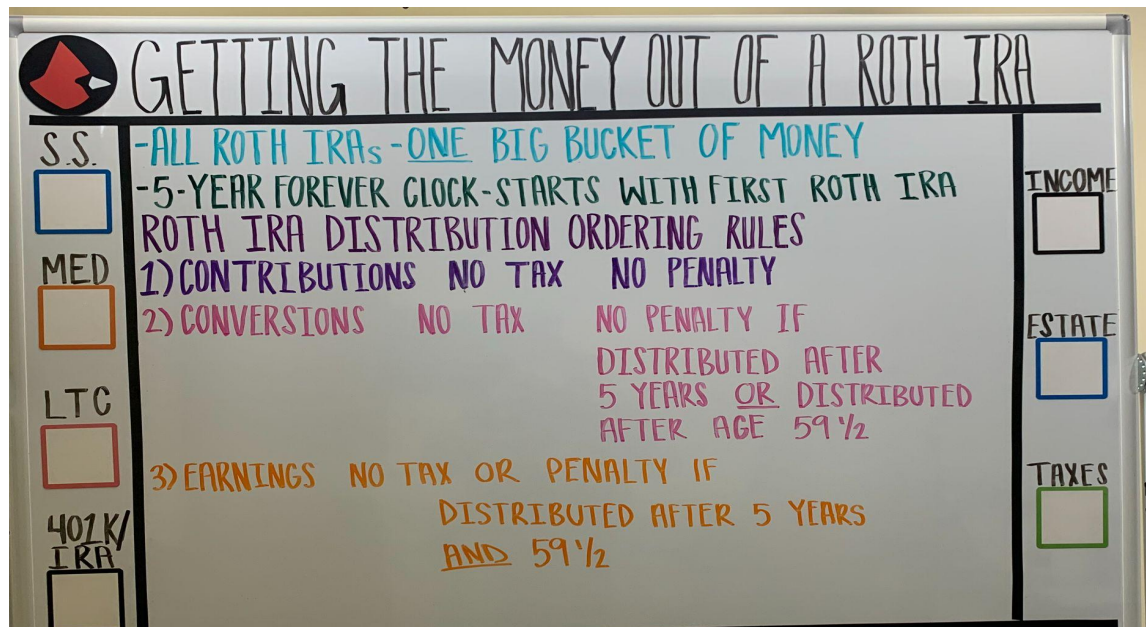 GETTING THE MONEY OUT OF A ROTH IRA
S.S.
MED
LTC
401K/
IRA
-ALL ROTH IRAs -ONE BIG BUCKET OF MONEY
-5-YEAR FOREVER CLOCK-STARTS WITH FIRST ROTH IRA
ROTH IRA DISTRIBUTION ORDERING RULES
1) CONTRIBUTIONS NO TAX NO PENALTY
2) CONVERSIONS NO TAX NO PENALTY IF
DISTRIBUTED AFTER
5 YEARS OR DISTRIBUTED
AFTER AGE 59 1/2
3) EARNINGS NO TAX OR PENALTY IF
DISTRIBUTED AFTER 5 YEARS
AND 59 1/2
INCOME
ESTATE
TAXES